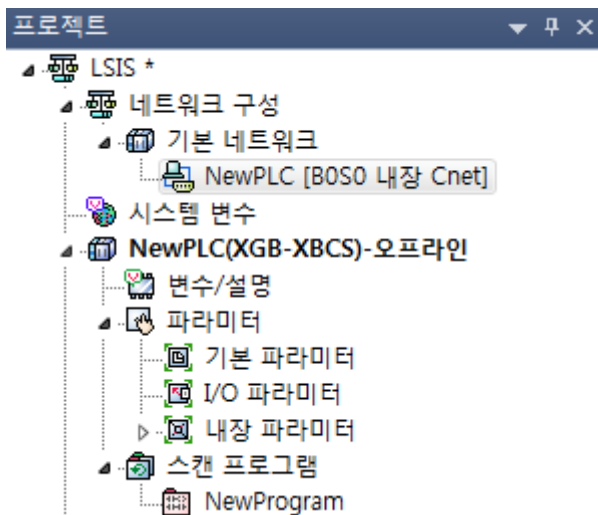 프로젝트
LSIS *
네트워크 구성
기본 네트워크
NewPLC [B0S0 내장 Cnet]
시스템 변수
NewPLC(XGB-XBCS)-오프라인
변수/설명
파라미터
기본 파라미터
I/O 파라미터
내장 파라미터
스캔 프로그램
NewProgram